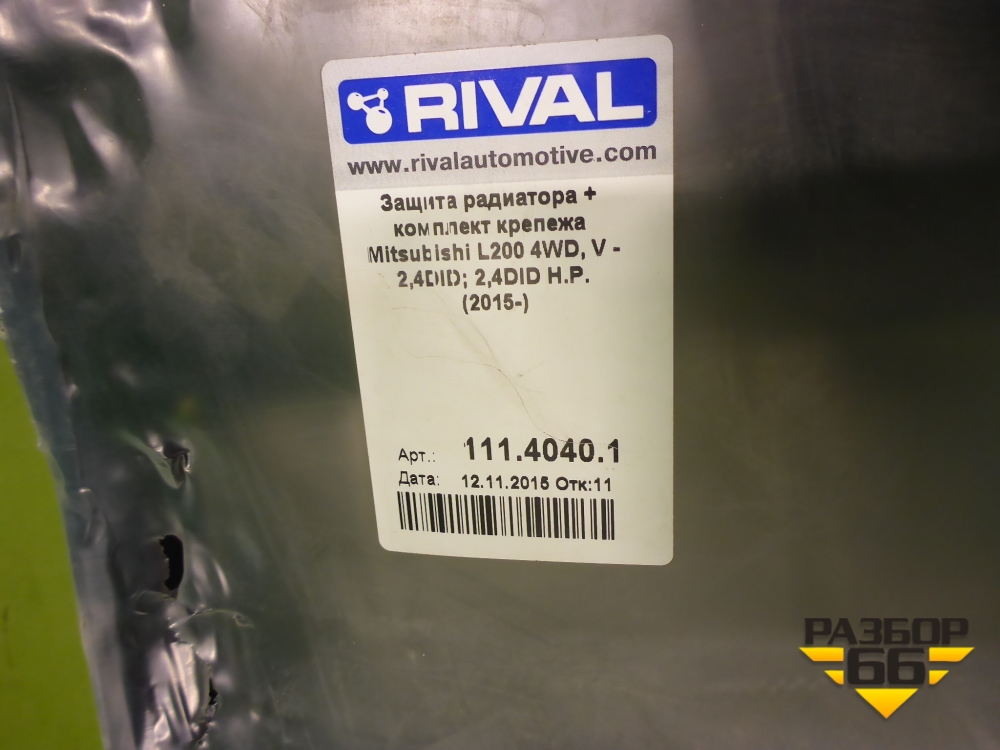 RIVAL
www.rivalautomotive.com
Защита радиатора +
комплект крепежа
Mitsubishi L200 4WD, V -
2,4DID; 2,4DID H.P.
(2015-)
Арт.: 111.4040.1
Дата: 12.11.2015 Отк:11
РАЗБОР
66